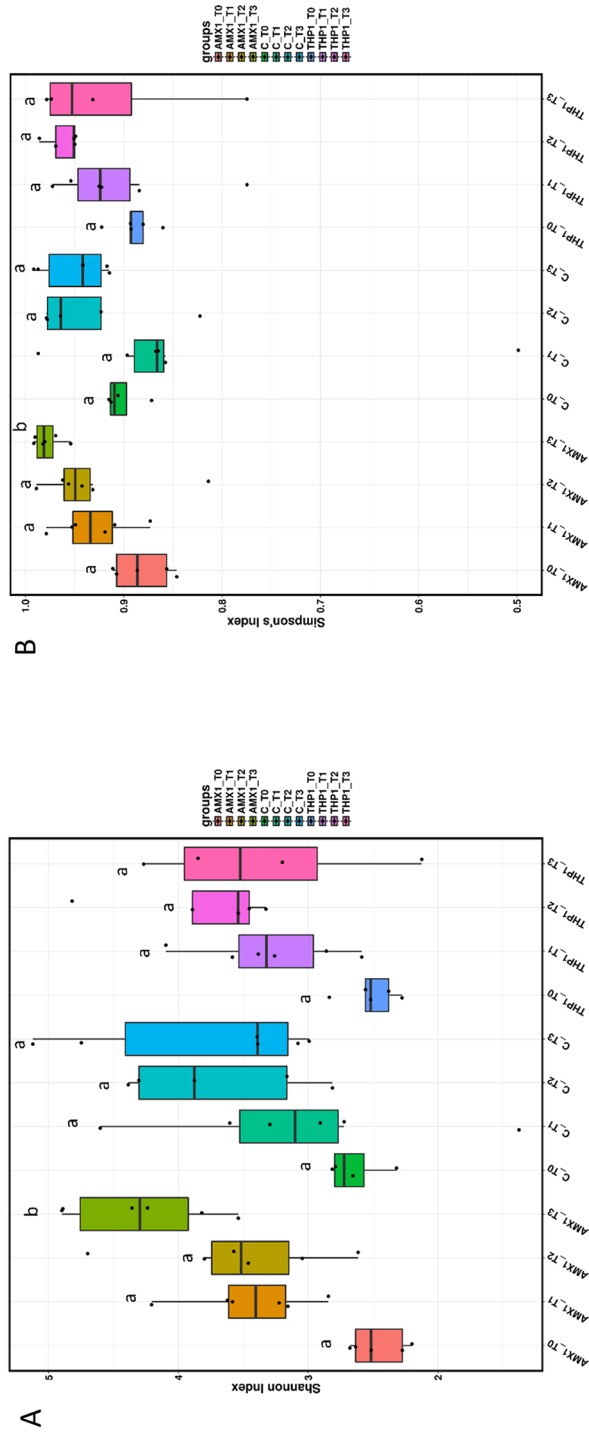 A
Shannon Index
5
4
3
2
a
a
a
b
a
a
a
a
a
a
a
a
AMX1_T0
AMX1_T1
AMX1_T2
AMX1_T3
C_T0
C_T1
C_T2
C_T3
THP1_T0
THP1_T1
THP1_T2
THP1_T3
groups
AMX1_T0
AMX1_T1
AMX1_T2
AMX1_T3
C_T0
C_T1
C_T2
C_T3
THP1_T0
THP1_T1
THP1_T2
THP1_T3
B
Simpson's Index
1.0
0.9
0.8
0.7
0.6
0.5
a
a
a
b
a
a
a
a
a
a
a
a
AMX1_T0
AMX1_T1
AMX1_T2
AMX1_T3
C_T0
C_T1
C_T2
C_T3
THP1_T0
THP1_T1
THP1_T2
THP1_T3
groups
AMX1_T0
AMX1_T1
AMX1_T2
AMX1_T3
C_T0
C_T1
C_T2
C_T3
THP1_T0
THP1_T1
THP1_T2
THP1_T3